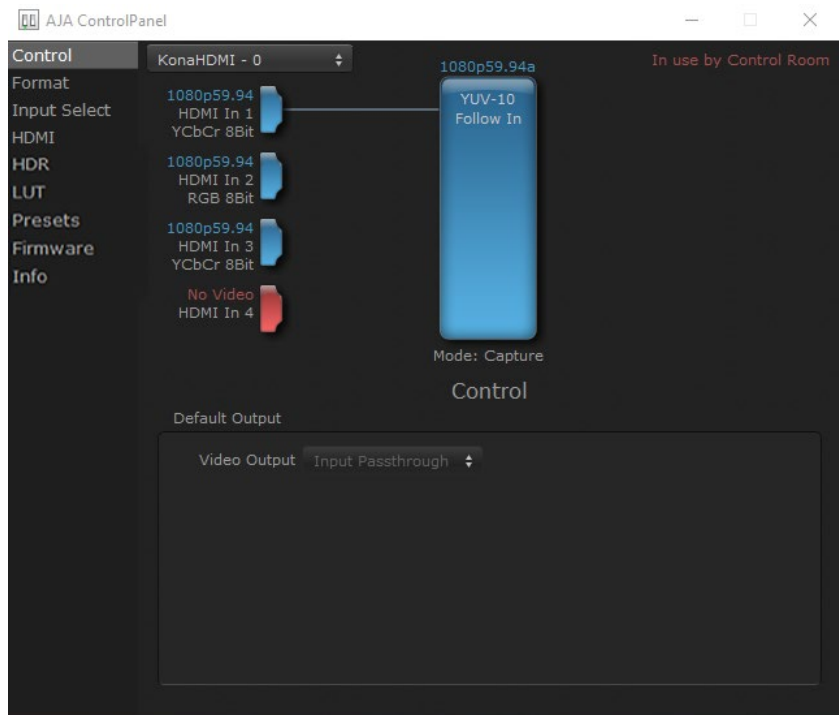 AJA ControlPanel
Control
Format
Input Select
HDMI
HDR
LUT
Presets
Firmware
Info
KonaHDMI - 0
In use by Control Room
1080p59.94
HDMI In 1
YCbCr 8Bit
1080p59.94
HDMI In 2
RGB 8Bit
1080p59.94
HDMI In 3
YCbCr 8Bit
No Video
HDMI In 4
1080p59.94a
YUV-10
Follow In
Mode: Capture
Control
Default Output
Video Output Input Passthrough